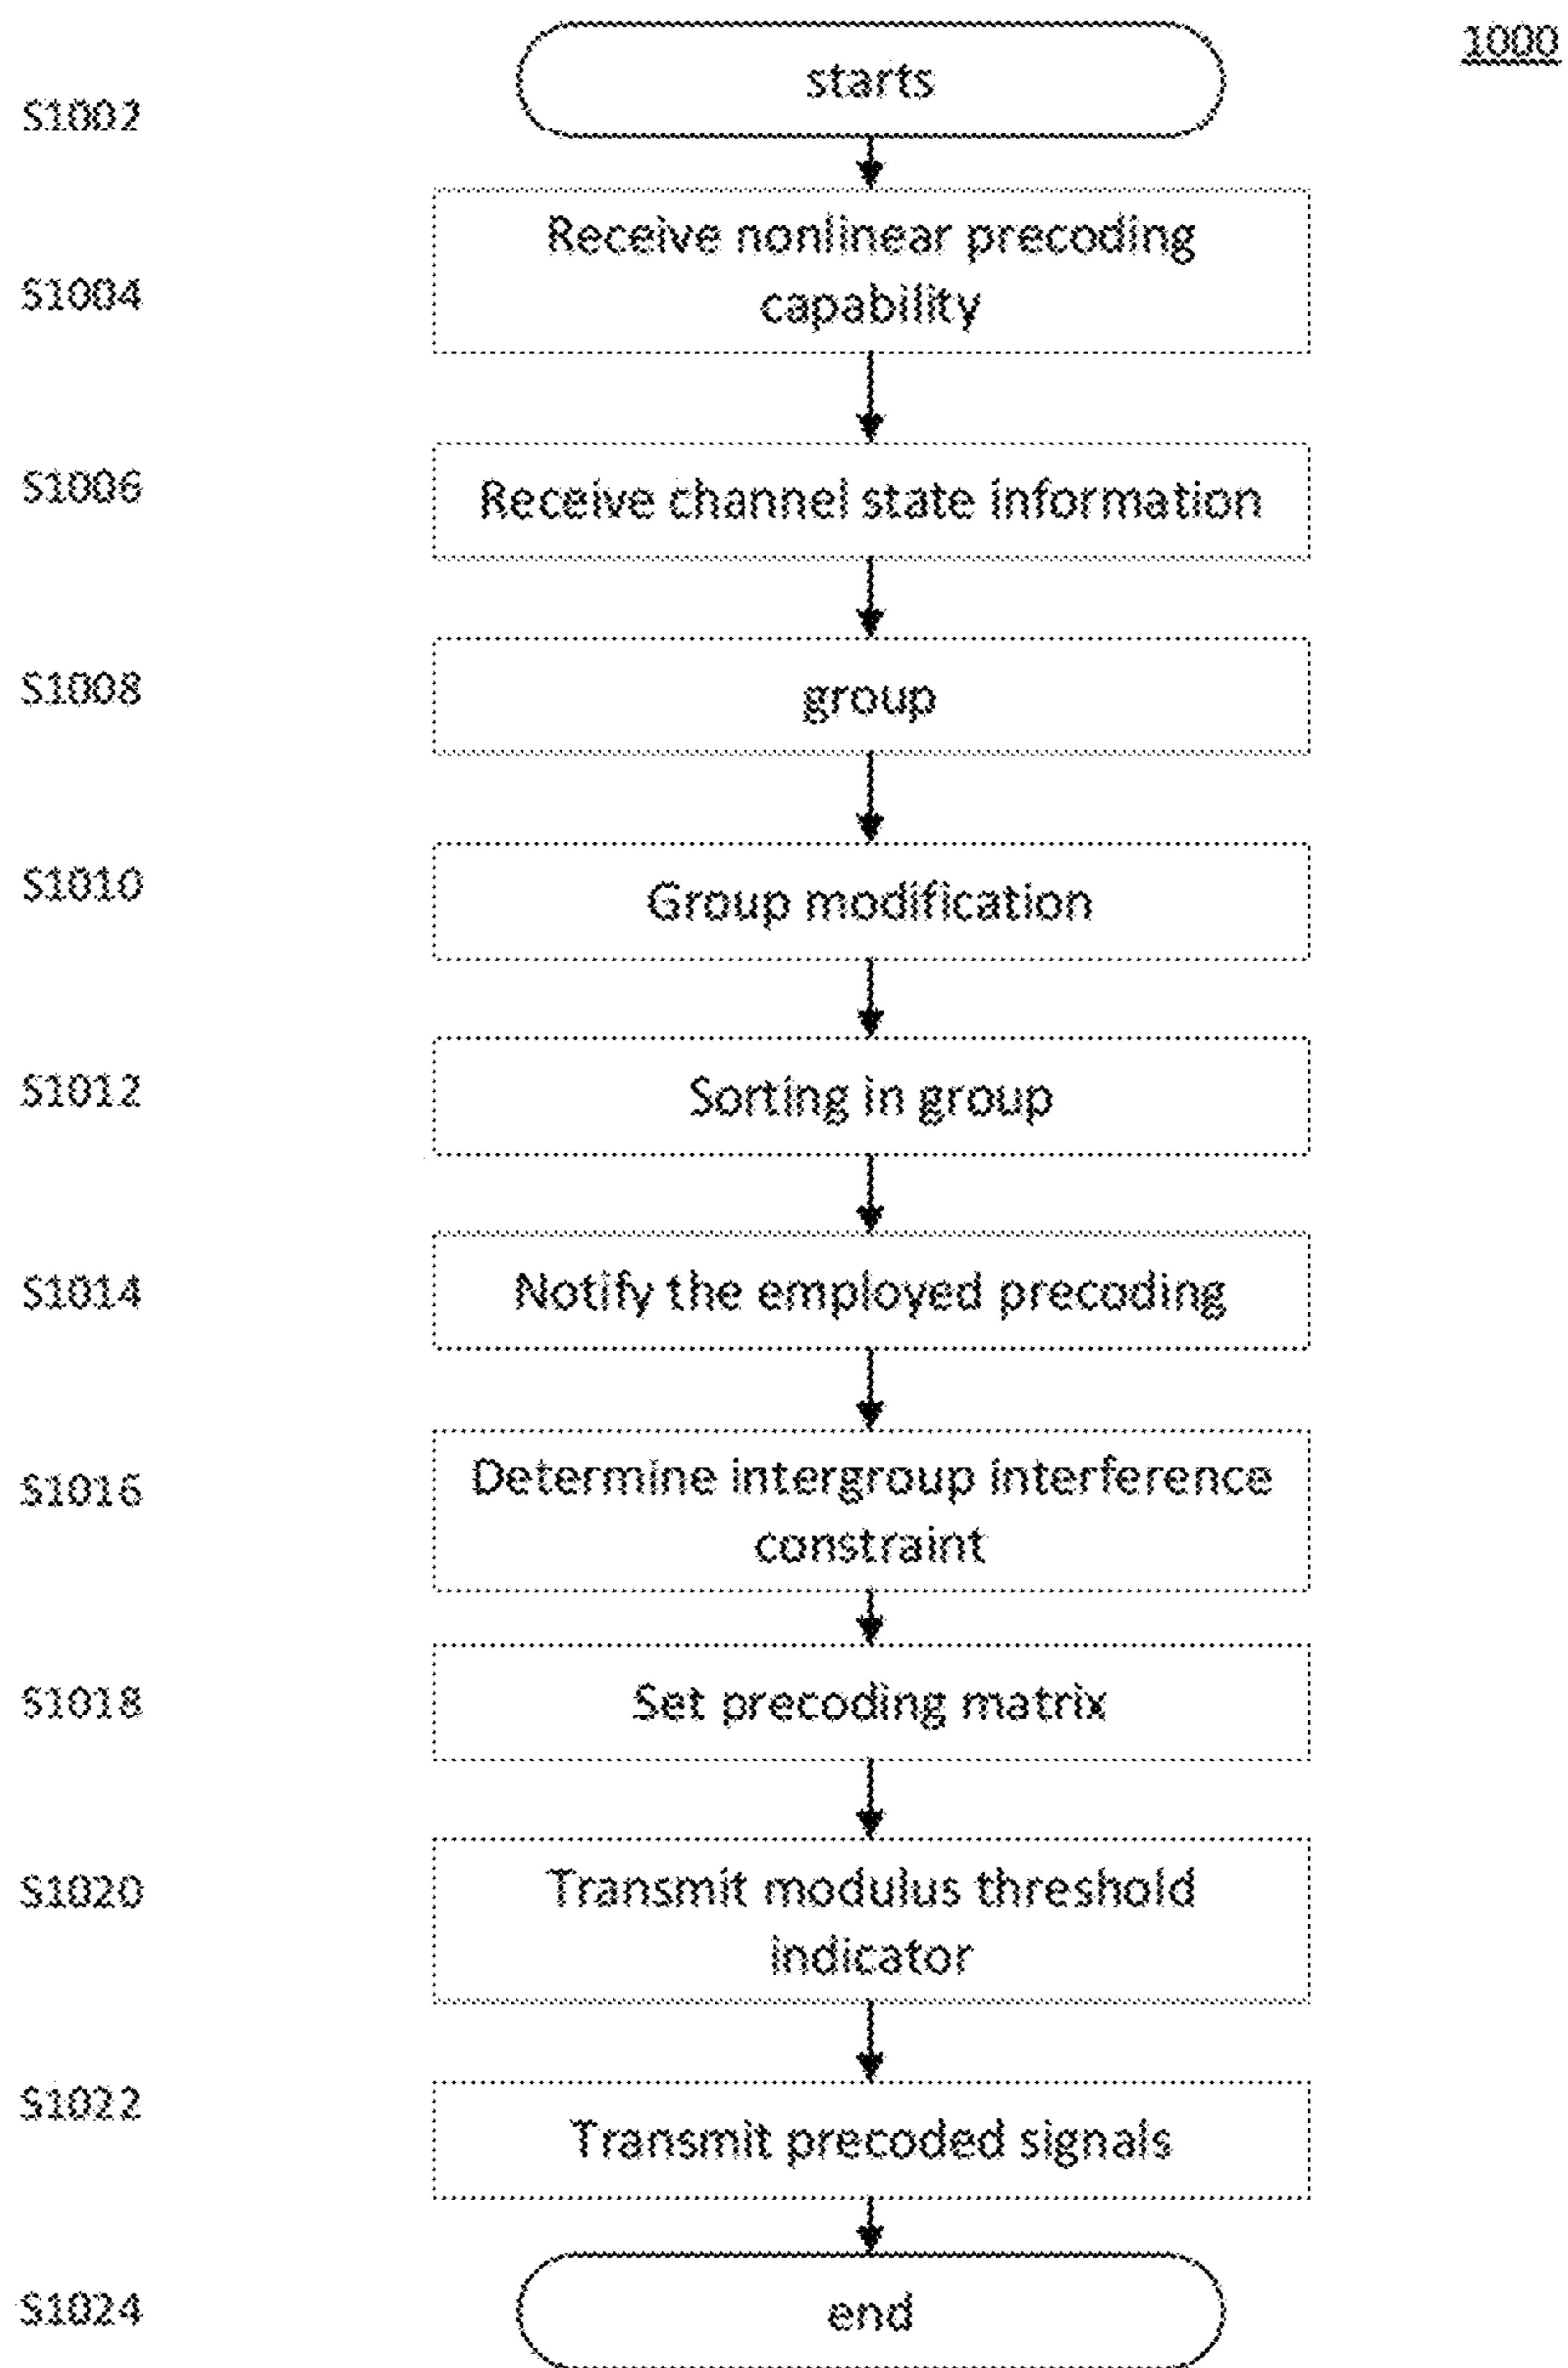 1000
S1002
starts
S1004
Receive nonlinear precoding
capability
S1006
Receive channel state information
S1008
group
S1010
Group modification
S1012
Sorting in group
S1014
Notify the employed precoding
S1016
Determine intergroup interference
constraint
S1018
Set precoding matrix
S1020
Transmit modulus threshold
indicator
S1022
Transmit precoded signals
S1024
end